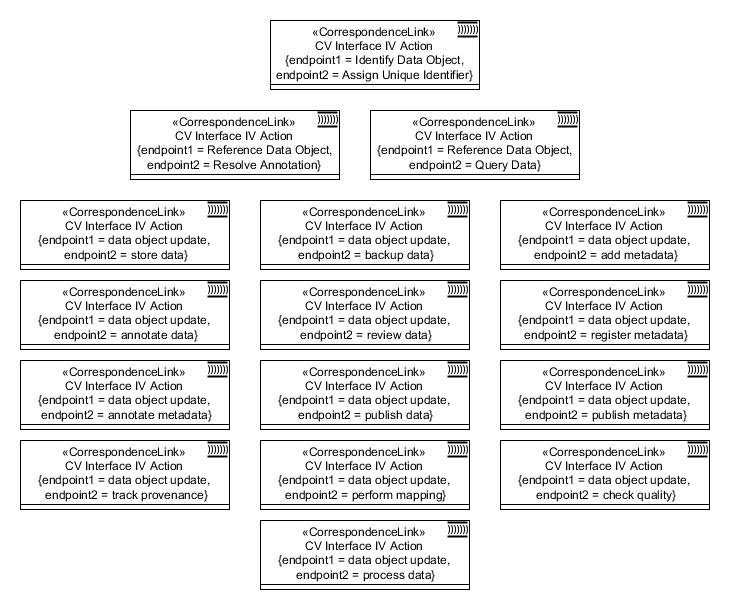 «CorrespondenceLink»
CV Interface IV Action
{endpoint1 = Identify Data Object,
endpoint2 = Assign Unique Identifier}
«CorrespondenceLink»
CV Interface IV Action
{endpoint1 = Reference Data Object,
endpoint2 = Resolve Annotation}
«CorrespondenceLink»
CV Interface IV Action
{endpoint1 = Reference Data Object,
endpoint2 = Query Data}
«CorrespondenceLink»
CV Interface IV Action
{endpoint1 = data object update,
endpoint2 = store data}
«CorrespondenceLink»
CV Interface IV Action
{endpoint1 = data object update,
endpoint2 = backup data}
«CorrespondenceLink»
CV Interface IV Action
{endpoint1 = data object update,
endpoint2 = add metadata}
«CorrespondenceLink»
CV Interface IV Action
{endpoint1 = data object update,
endpoint2 = annotate data}
«CorrespondenceLink»
CV Interface IV Action
{endpoint1 = data object update,
endpoint2 = review data}
«CorrespondenceLink»
CV Interface IV Action
{endpoint1 = data object update,
endpoint2 = register metadata}
«CorrespondenceLink»
CV Interface IV Action
{endpoint1 = data object update,
endpoint2 = annotate metadata}
«CorrespondenceLink»
CV Interface IV Action
{endpoint1 = data object update,
endpoint2 = publish data}
«CorrespondenceLink»
CV Interface IV Action
{endpoint1 = data object update,
endpoint2 = publish metadata}
«CorrespondenceLink»
CV Interface IV Action
{endpoint1 = data object update,
endpoint2 = track provenance}
«CorrespondenceLink»
CV Interface IV Action
{endpoint1 = data object update,
endpoint2 = perform mapping}
«CorrespondenceLink»
CV Interface IV Action
{endpoint1 = data object update,
endpoint2 = check quality}
«CorrespondenceLink»
CV Interface IV Action
{endpoint1 = data object update,
endpoint2 = process data}